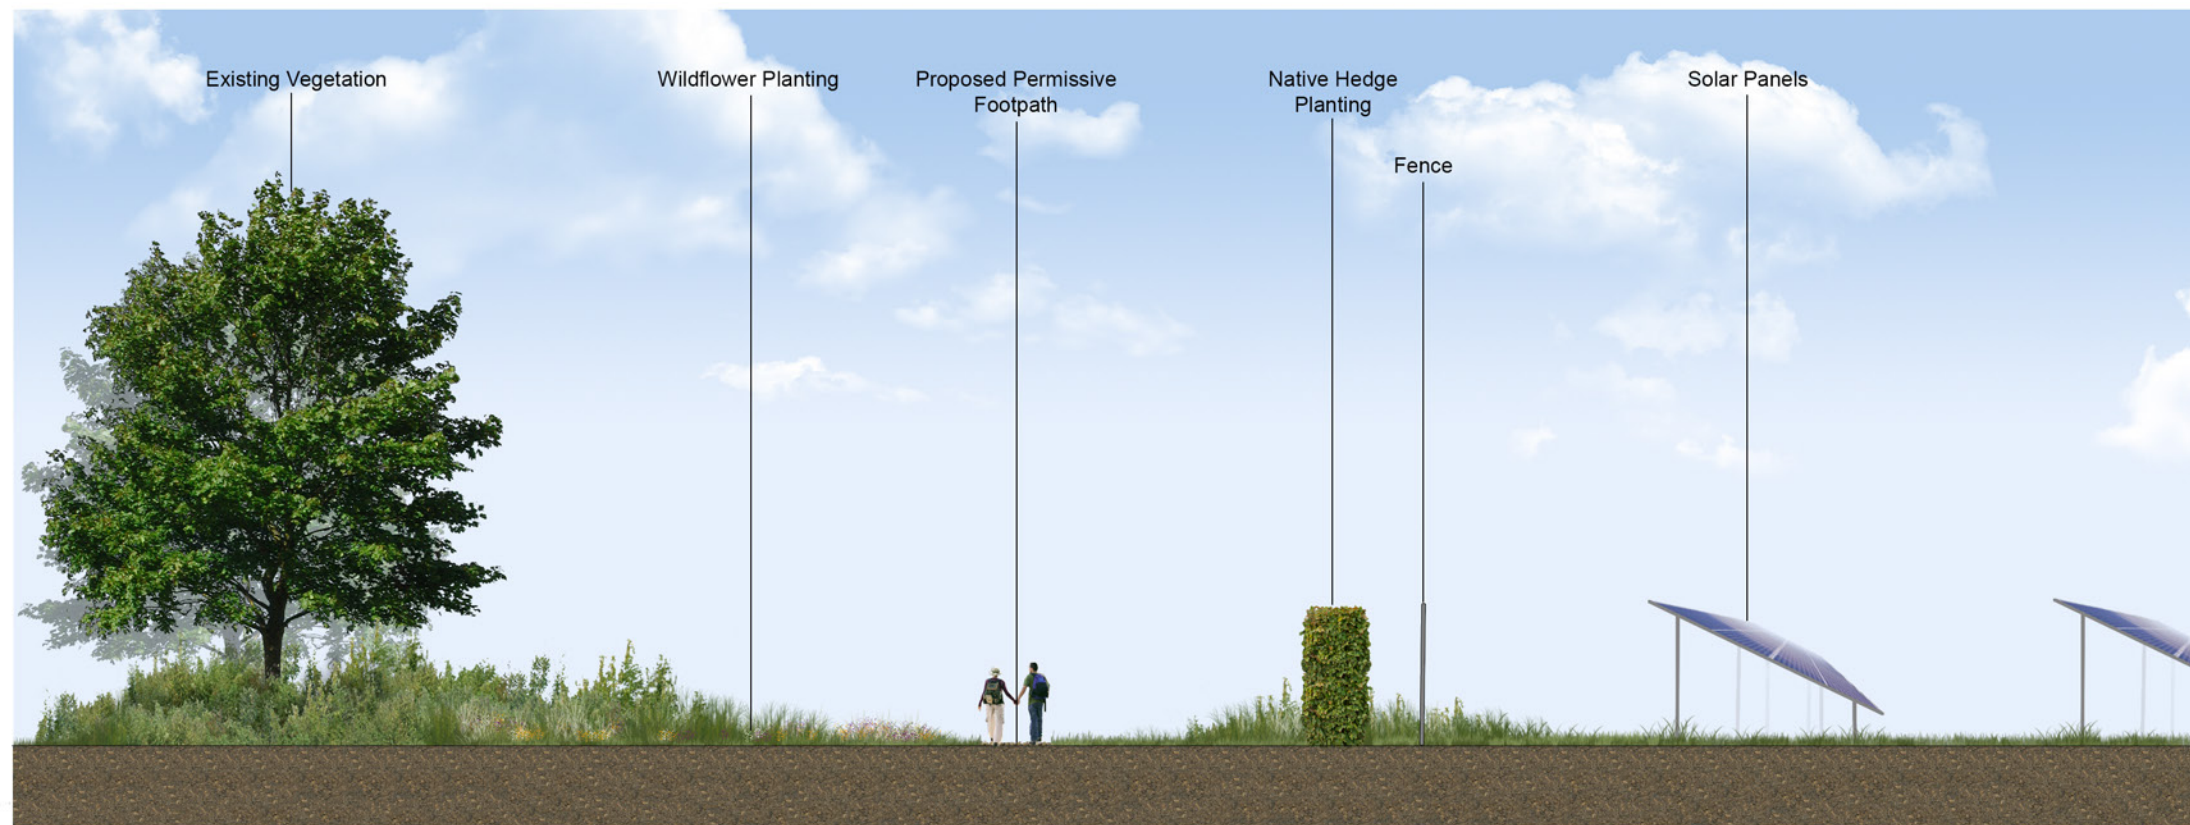 Existing Vegetation
Wildflower Planting
Proposed Permissive
Footpath
Native Hedge
Planting
Fence
Solar Panels